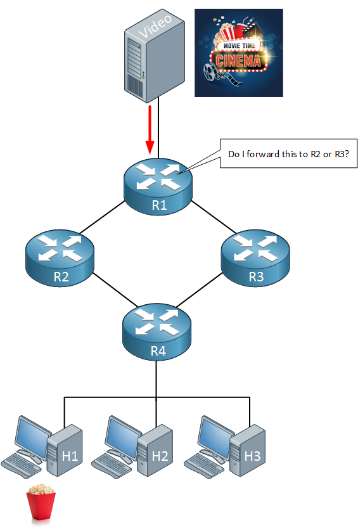 Video
MOVIE TIME
CINEMA
Do I forward this to R2 or R3?
R1
R2
R3
R4
H1
H2
H3